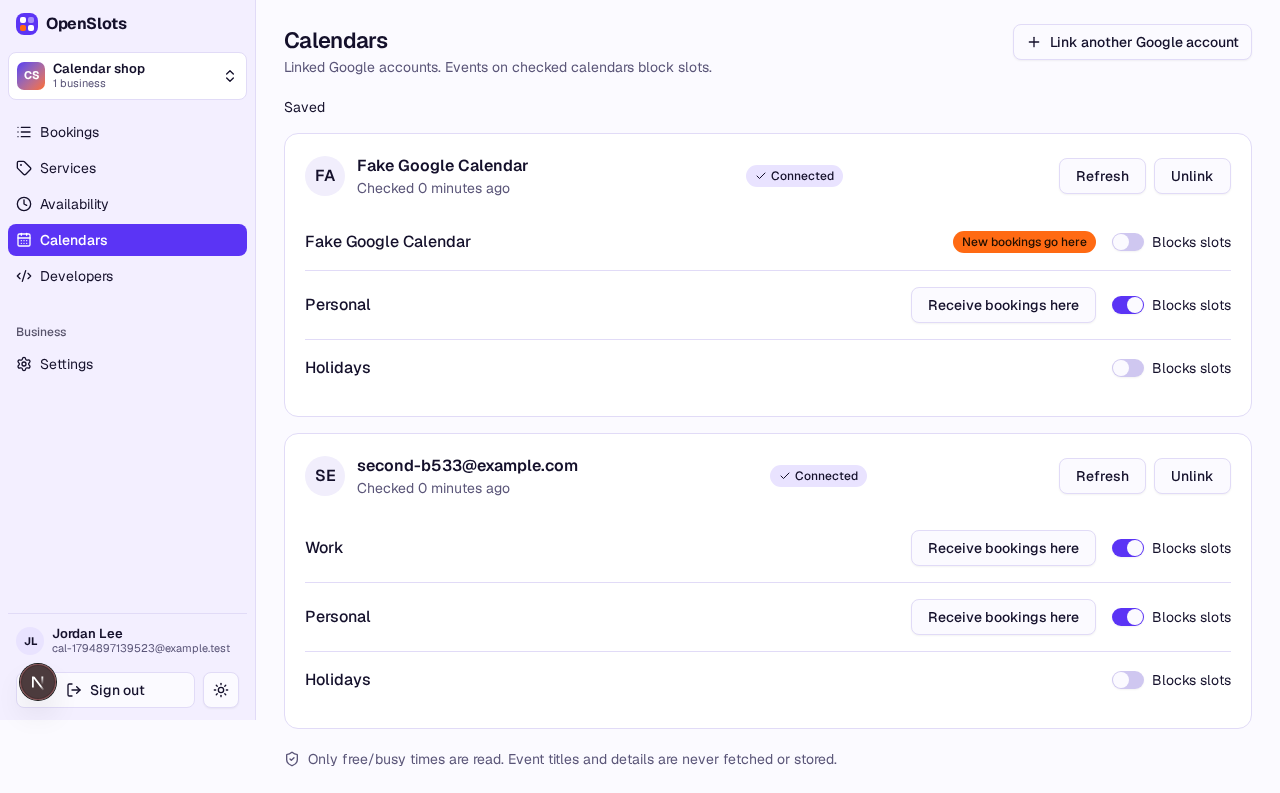 OpenSlots
CS
Calendar shop
1 business
Bookings
Services
Availability
Calendars
Developers
Business
Settings
JL
Jordan Lee
cal-1794897139523@example.test
N
Sign out
Calendars
Linked Google accounts. Events on checked calendars block slots.
Link another Google account
Saved
FA
Fake Google Calendar
Checked 0 minutes ago
Connected
Refresh
Unlink
Fake Google Calendar
New bookings go here
Blocks slots
Personal
Receive bookings here
Blocks slots
Holidays
Blocks slots
SE
second-b533@example.com
Checked 0 minutes ago
Connected
Refresh
Unlink
Work
Receive bookings here
Blocks slots
Personal
Receive bookings here
Blocks slots
Holidays
Blocks slots
Only free/busy times are read. Event titles and details are never fetched or stored.